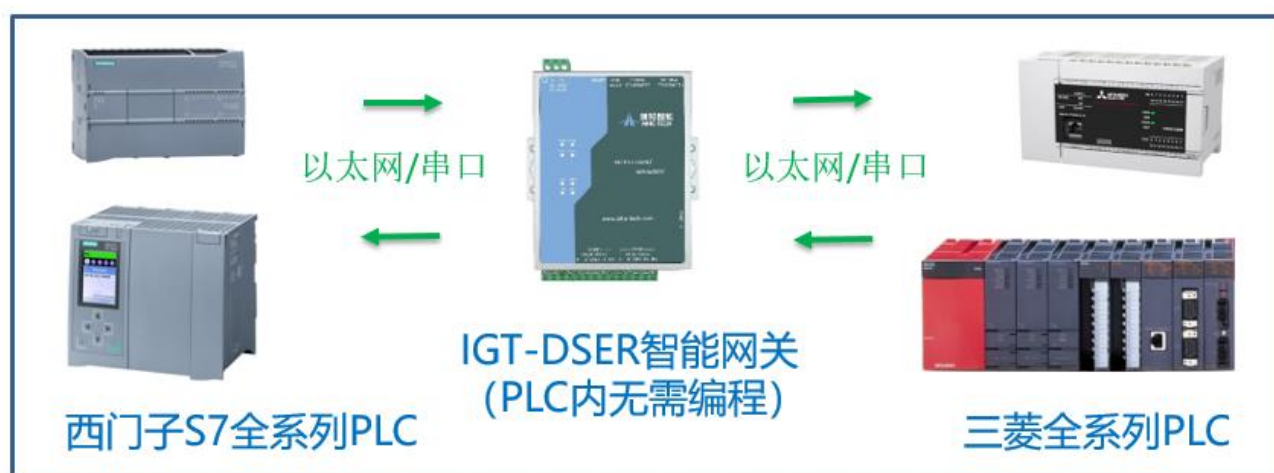 SIEMENS
以太网/串口
以太网/串口
IGT-DSER智能网关
(PLC内无需编程)
西门子S7全系列PLC
三菱全系列PLC